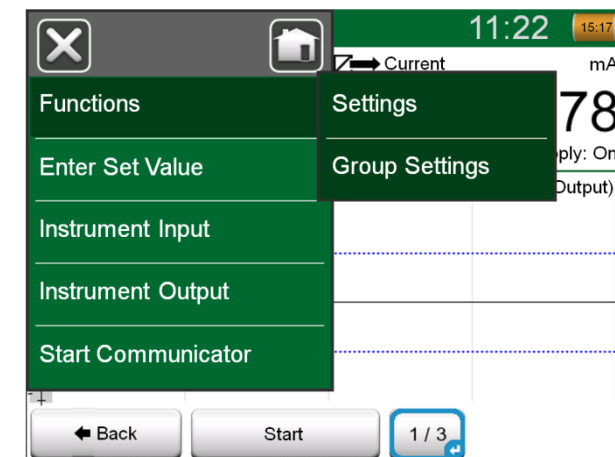 11:22 15:17
Current mA
Functions
Settings
78
Enter Set Value
Group Settings
ply: On
Output)
Instrument Input
Instrument Output
Start Communicator
Back
Start
1 / 3